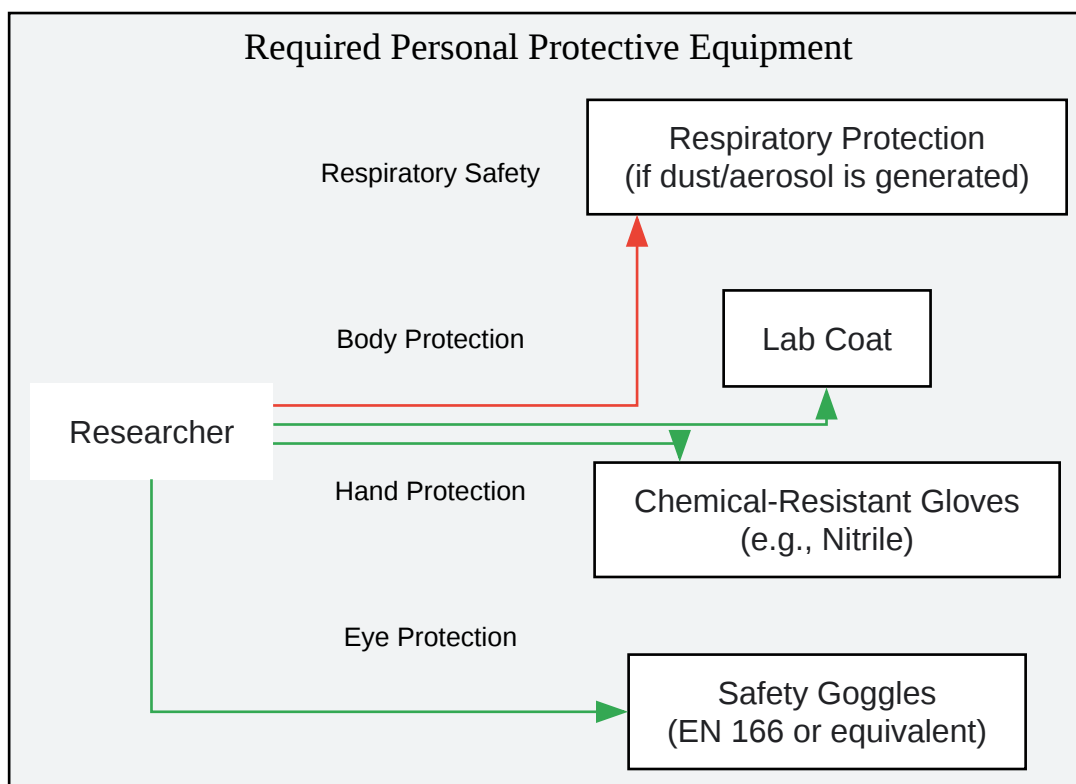 Required Personal Protective Equipment
Respiratory Protection
(if dust/aerosol is generated)
Respiratory Safety
Body Protection
Lab Coat
Researcher
Hand Protection
Chemical-Resistant Gloves
(e.g., Nitrile)
Eye Protection
Safety Goggles
(EN 166 or equivalent)